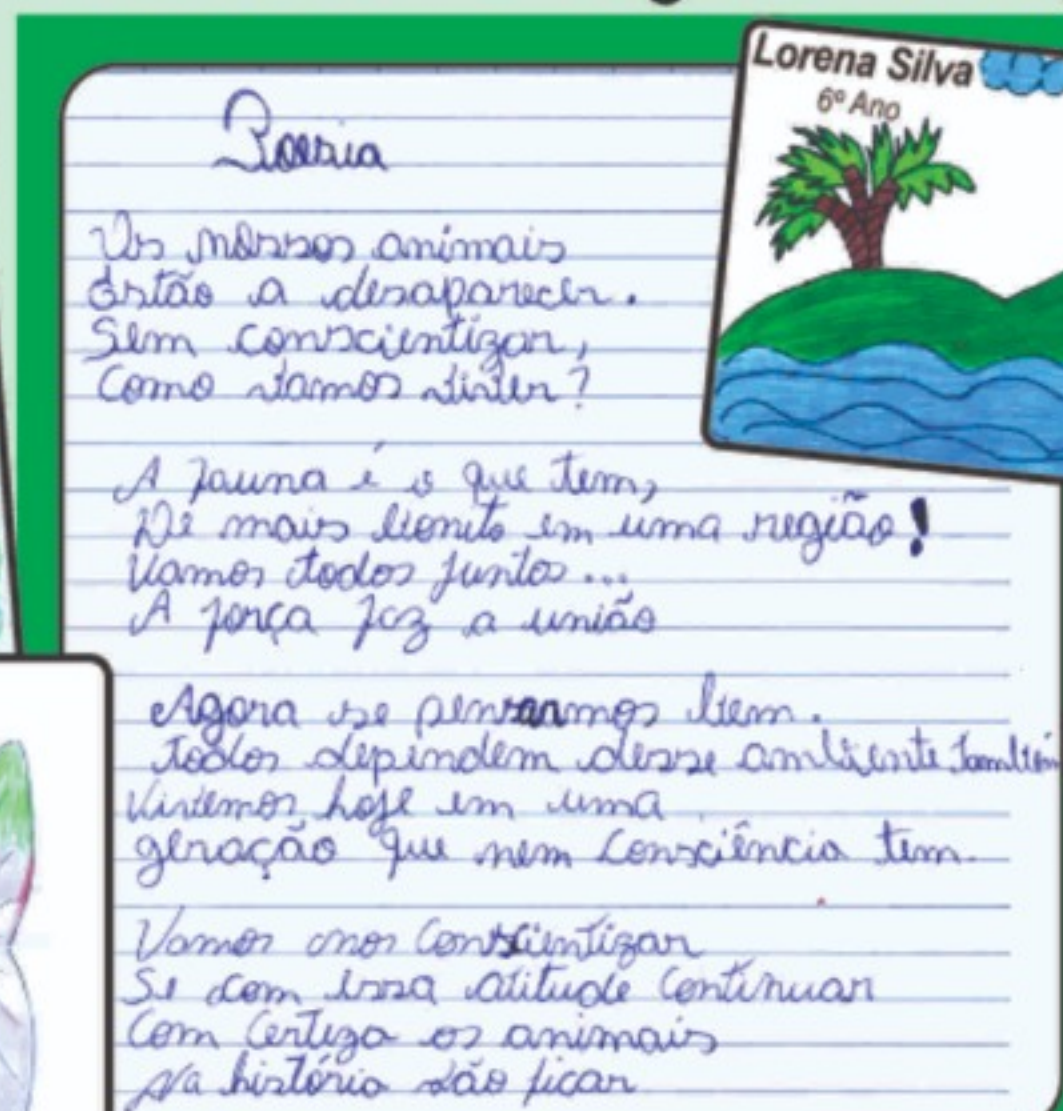 Lorena Silva
6º Ano
Poesia
Os nossos animais
Estão a desaparecer.
Sem conscientizar,
Como vamos viver?
A fauna é o que tem,
De mais bonito em uma região!
Vamos todos juntos...
A força faz a união
Agora se pensarmos bem.
Todos dependem desse ambiente também
Vivemos hoje em uma
geração que nem consciência tem.
Vamos nos conscientizar
Se com essa atitude continuar
Com certeza os animais
Na história vão ficar